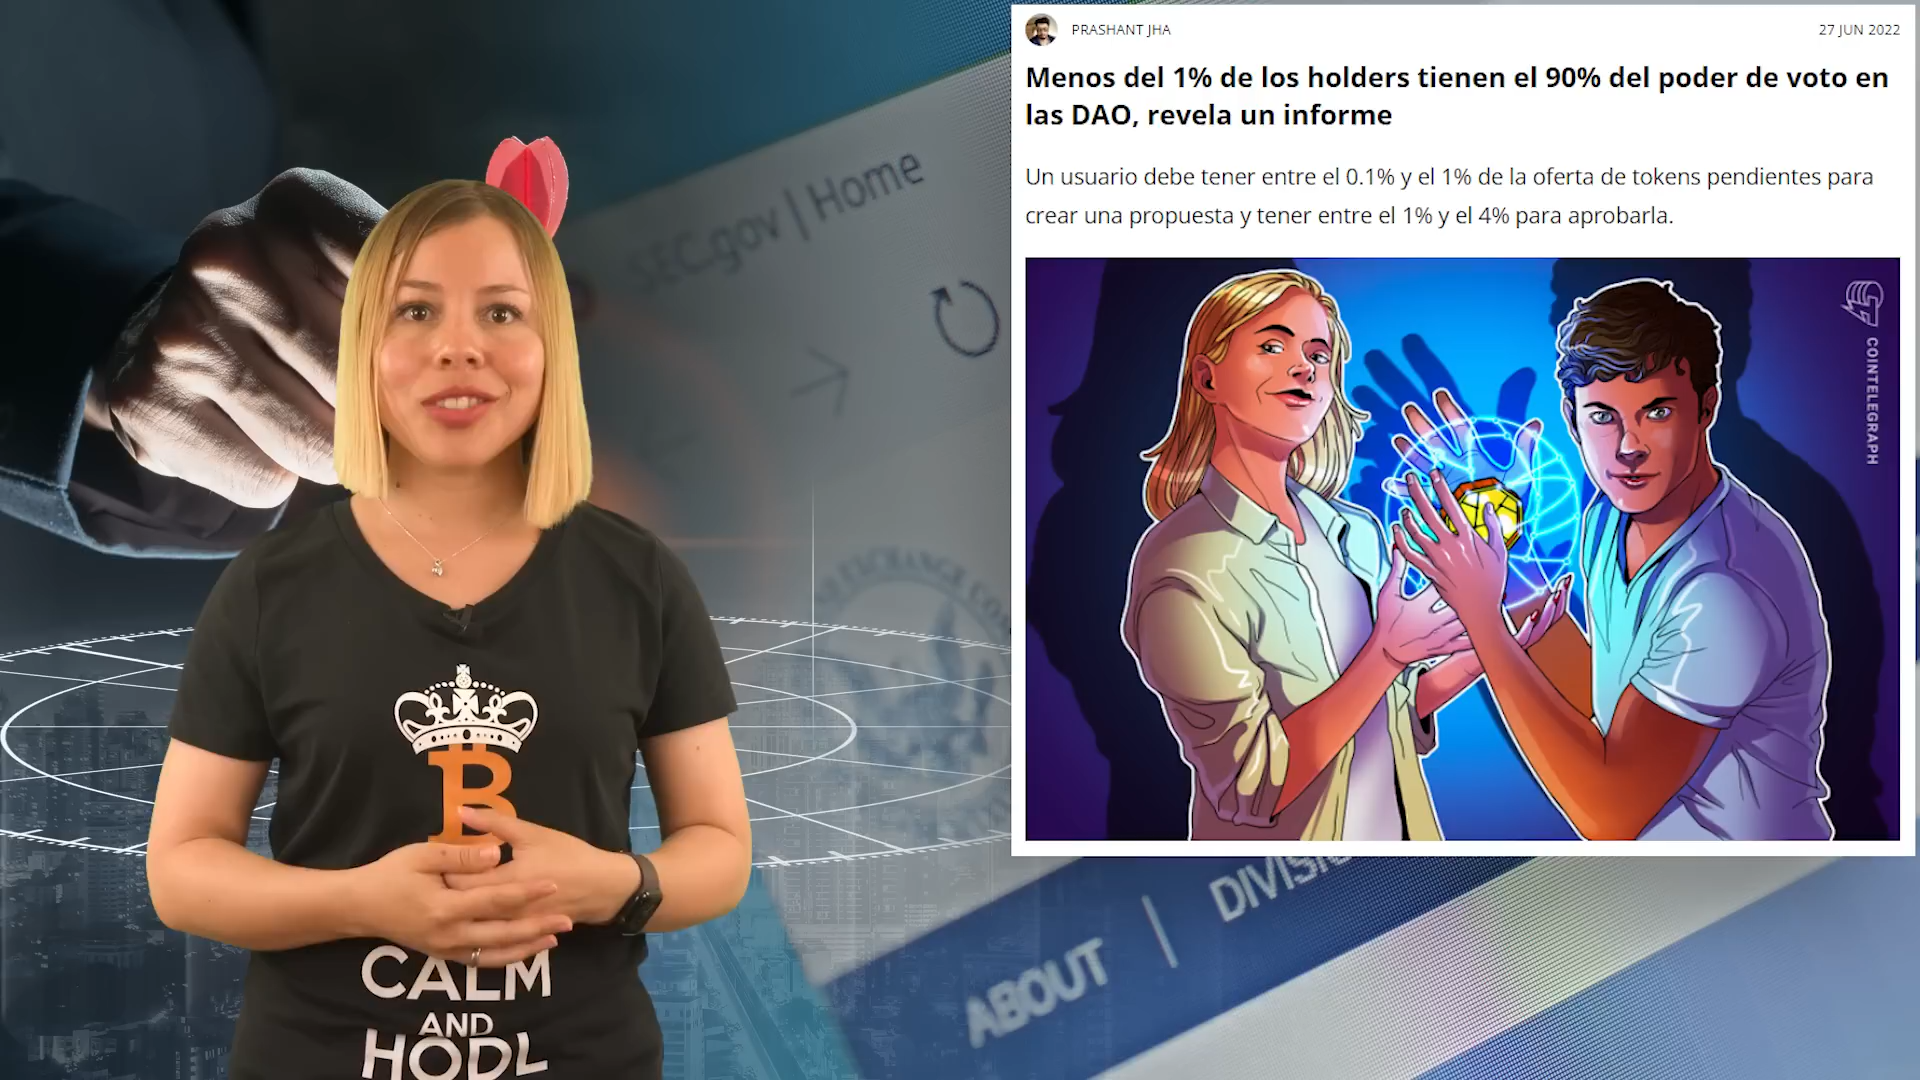 PRASHANT JHA
27 JUN 2022
Menos del 1% de los holders tienen el 90% del poder de voto en
las DAO, revela un informe
Un usuario debe tener entre el 0.1% y el 1% de la oferta de tokens pendientes para
crear una propuesta y tener entre el 1% y el 4% para aprobarla.
COINTELEGRAPH
SEC.gov | Home
B
CALM
AND
HODL
ABOUT |